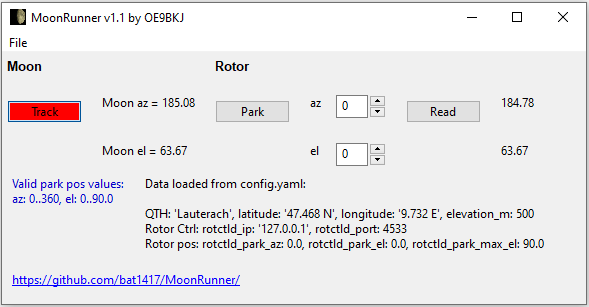 MoonRunner v1.1 by OE9BKJ
File
Moon Rotor
Track Moon az = 185.08 Park az 0 Read 184.78
Moon el = 63.67 el 0 63.67
Valid park pos values: Data loaded from config.yaml:
az: 0..360, el: 0..90.0
QTH: 'Lauterach', latitude: '47.468 N', longitude: '9.732 E', elevation_m: 500
Rotor Ctrl: rotctld_ip: '127.0.0.1', rotctld_port: 4533
Rotor pos: rotctld_park_az: 0.0, rotctld_park_el: 0.0, rotctld_park_max_el: 90.0
https://github.com/bat1417/MoonRunner/